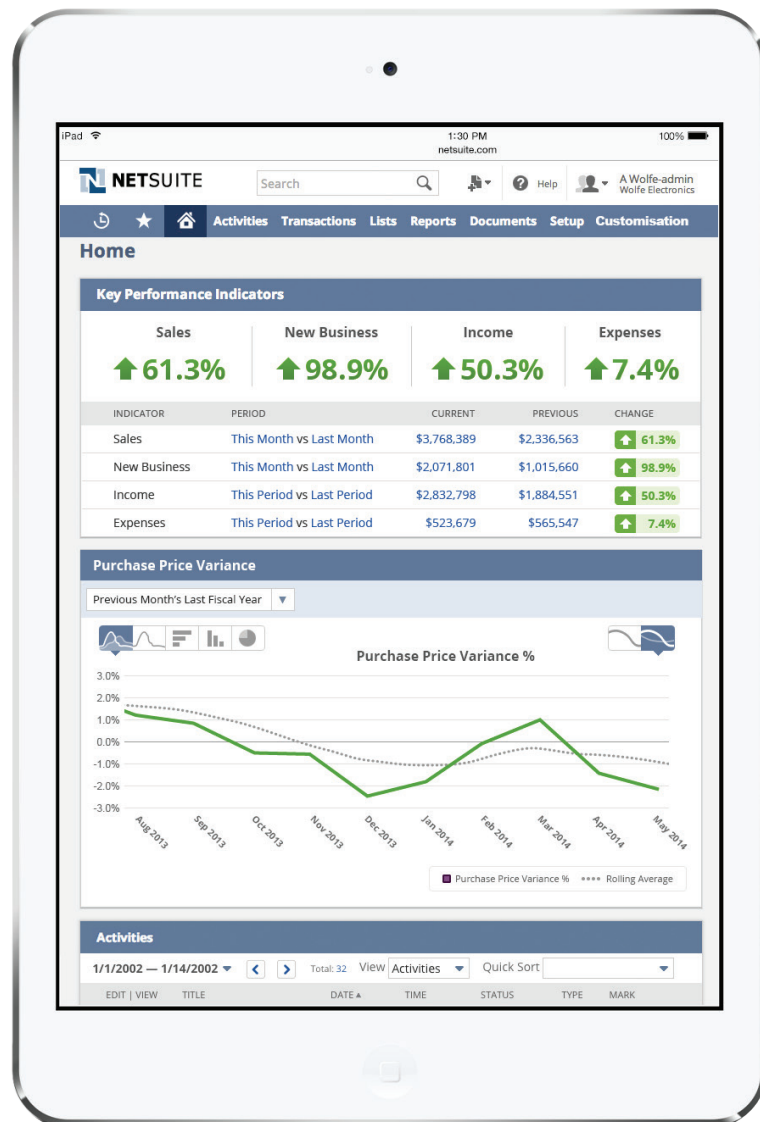 iPad 1:30 PM 100%
netsuite.com
NETSUITE Search Help A Wolfe-admin
Wolfe Electronics
Activities Transactions Lists Reports Documents Setup Customisation
Home
Key Performance Indicators
Sales New Business Income Expenses
61.3% 98.9% 50.3% 7.4%
INDICATOR PERIOD CURRENT PREVIOUS CHANGE
Sales This Month vs Last Month $3,768,389 $2,336,563 61.3%
New Business This Month vs Last Month $2,071,801 $1,015,660 98.9%
Income This Period vs Last Period $2,832,798 $1,884,551 50.3%
Expenses This Period vs Last Period $523,679 $565,547 7.4%
Purchase Price Variance
Previous Month's Last Fiscal Year
Purchase Price Variance %
3.0%
2.0%
1.0%
0.0%
-1.0%
-2.0%
-3.0%
Aug 2013 Sep 2013 Oct 2013 Nov 2013 Dec 2013 Jan 2014 Feb 2014 Mar 2014 Apr 2014 May 2014
Purchase Price Variance % Rolling Average
Activities
1/1/2002 — 1/14/2002 Total: 32 View Activities Quick Sort
EDIT | VIEW TITLE DATE TIME STATUS TYPE MARK